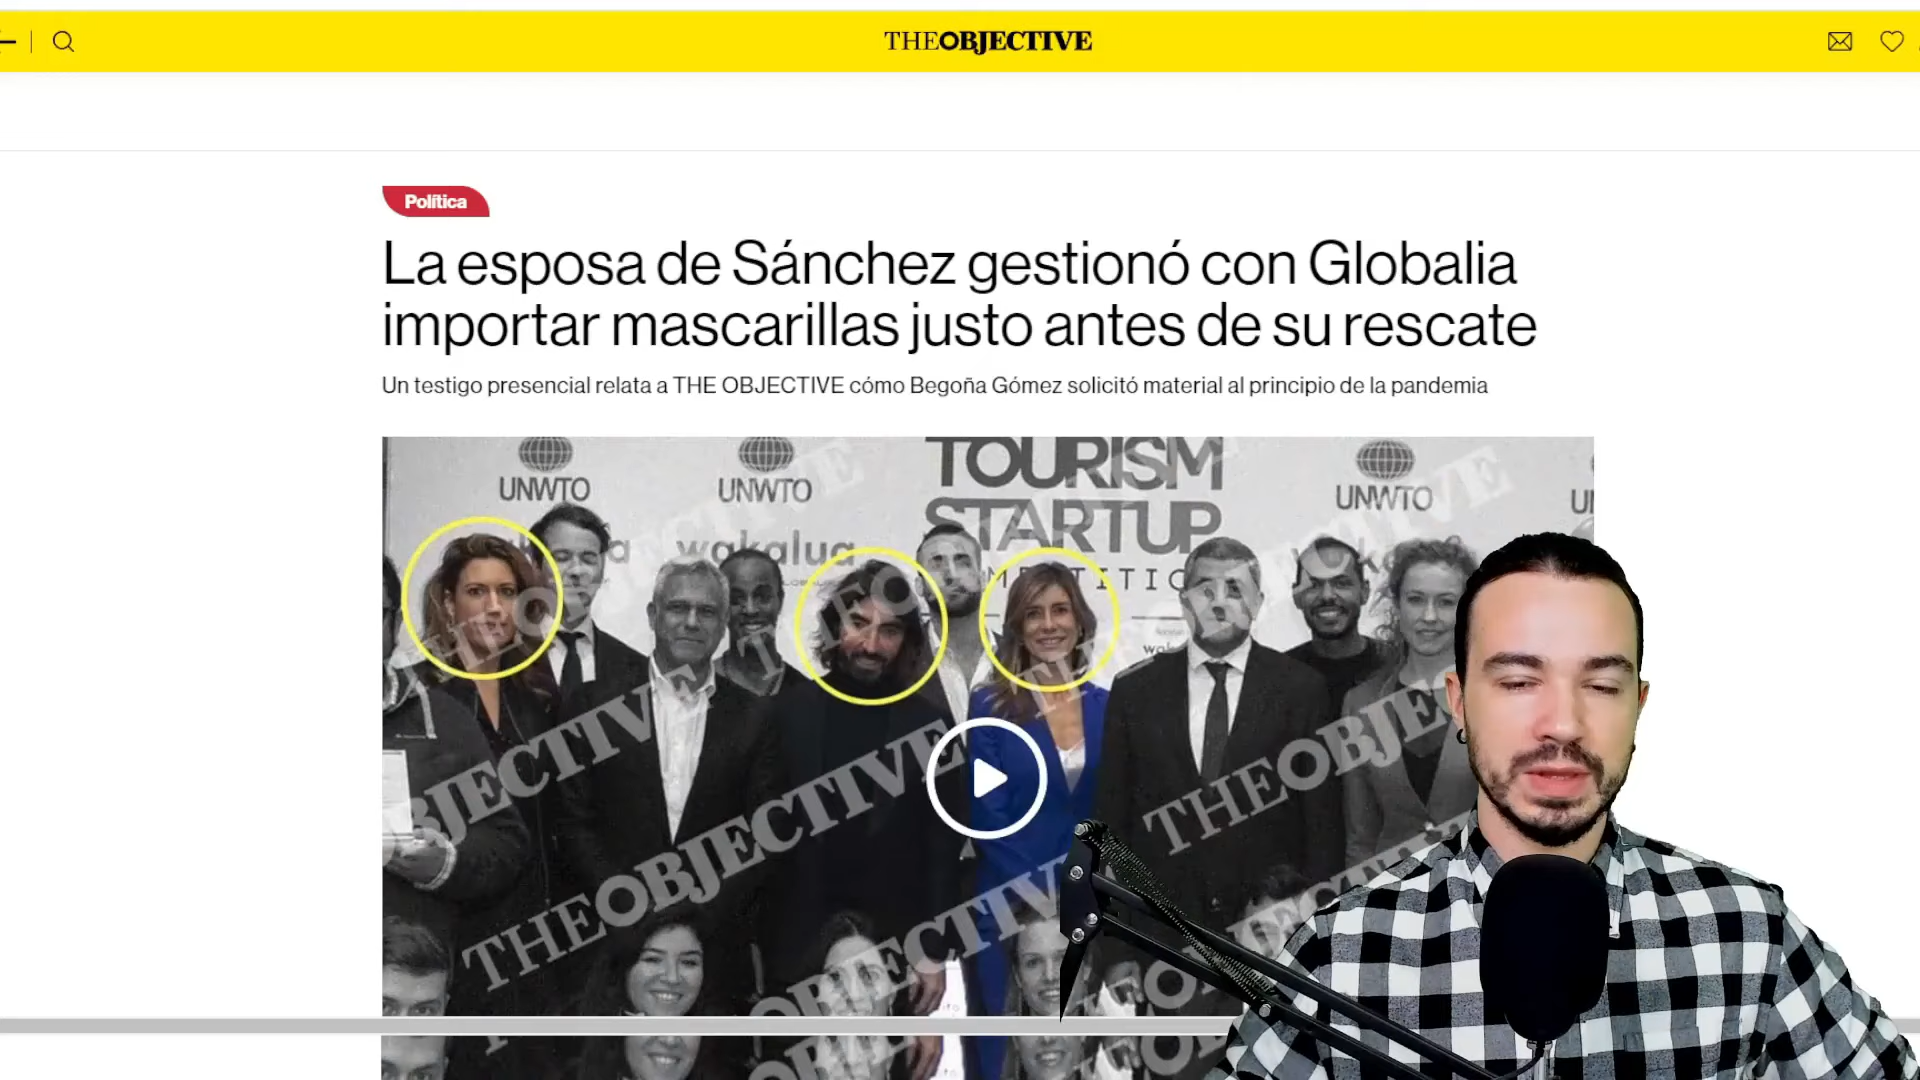 THEOBJECTIVE
Política
La esposa de Sánchez gestionó con Globalia
importar mascarillas justo antes de su rescate
Un testigo presencial relata a THE OBJECTIVE cómo Begoña Gómez solicitó material al principio de la pandemia
UNWTO
UNWTO
TOURISM
STARTUP
UNWTO
wakalua
THEOBJECTIVE
THEOBJECTIVE